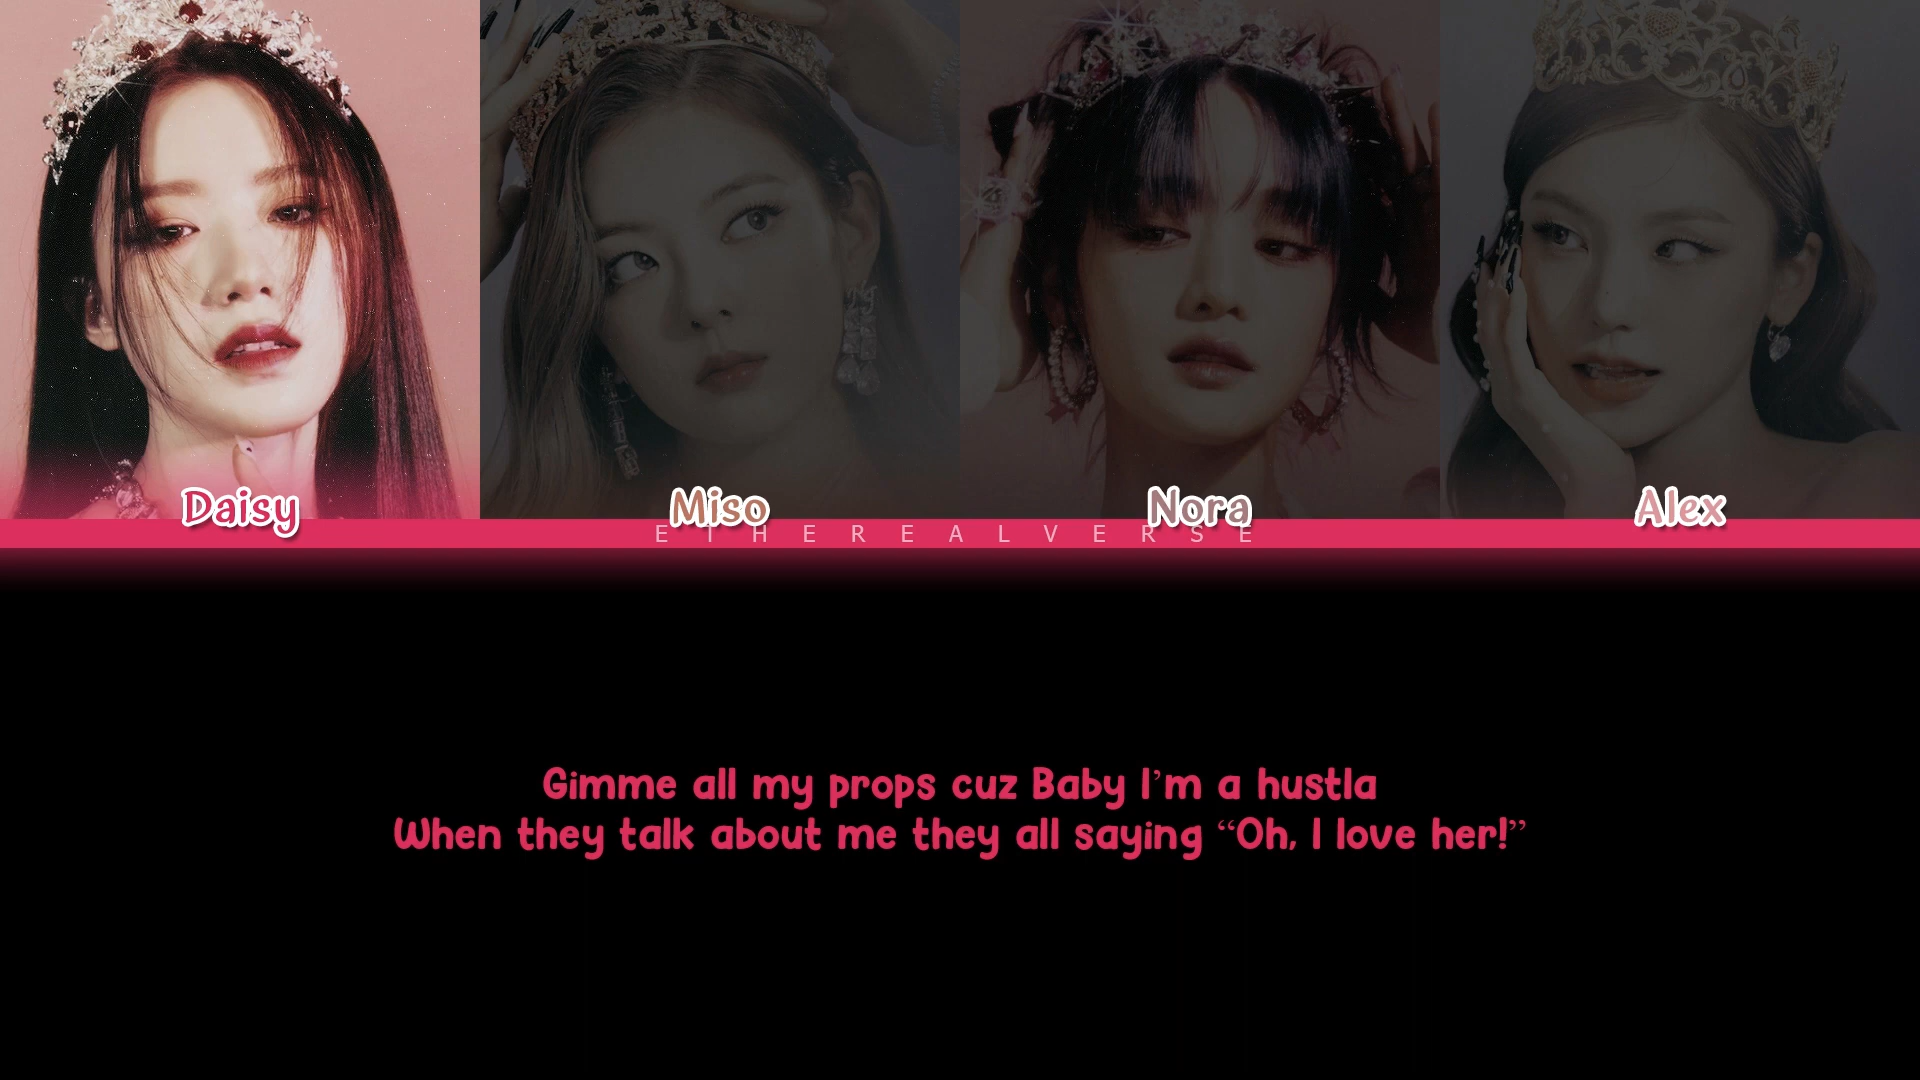 Daisy
Miso
Nora
Alex
ETHEREALVERSE
Gimme all my props cuz Baby I’m a hustla
When they talk about me they all saying “Oh, I love her!”